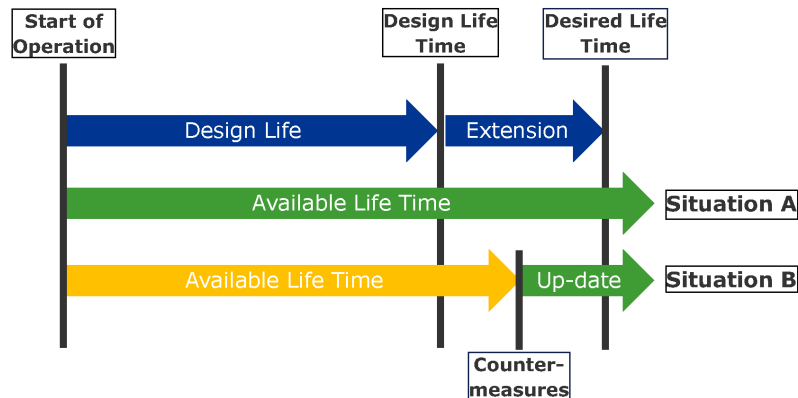 Start of
Operation
Design Life
Time
Desired Life
Time
Design Life
Extension
Available Life Time
Situation A
Available Life Time
Up-date
Situation B
Counter-
measures